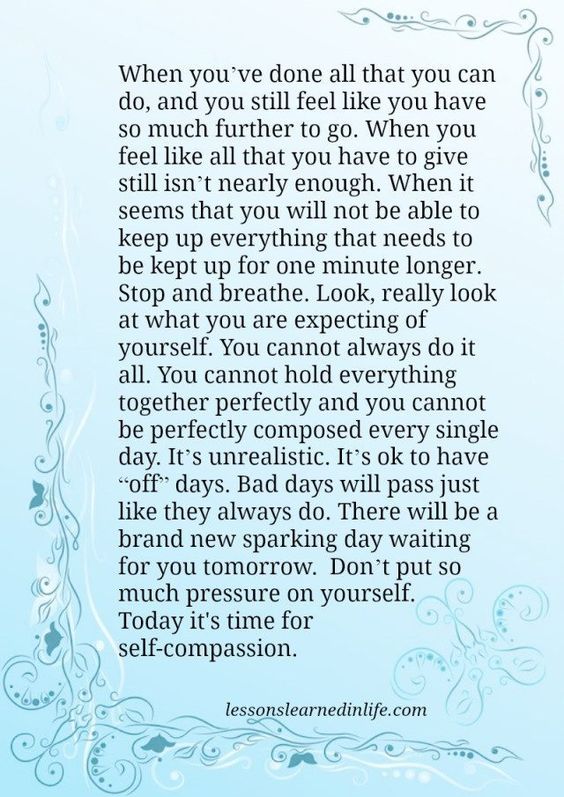 When you’ve done all that you can
do, and you still feel like you have
so much further to go. When you
feel like all that you have to give
still isn’t nearly enough. When it
seems that you will not be able to
keep up everything that needs to
be kept up for one minute longer.
Stop and breathe. Look, really look
at what you are expecting of
yourself. You cannot always do it
all. You cannot hold everything
together perfectly and you cannot
be perfectly composed every single
day. It’s unrealistic. It’s ok to have
“off” days. Bad days will pass just
like they always do. There will be a
brand new sparking day waiting
for you tomorrow.  Don’t put so
much pressure on yourself.
Today it's time for
self-compassion.
lessonslearnedinlife.com